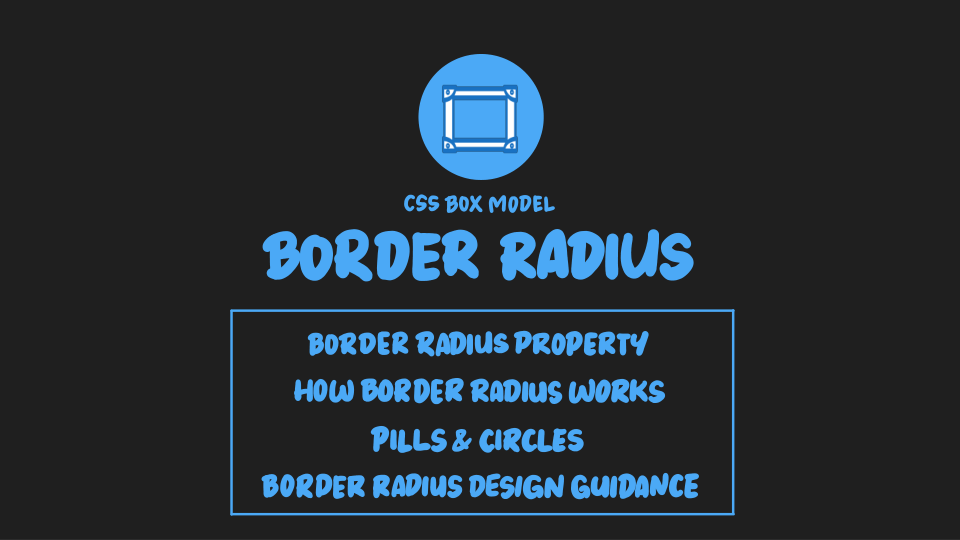 CSS BOX MODEL
BORDER RADIUS
BORDER RADIUS PROPERTY
HOW BORDER RADIUS WORKS
PILLS & CIRCLES
BORDER RADIUS DESIGN GUIDANCE